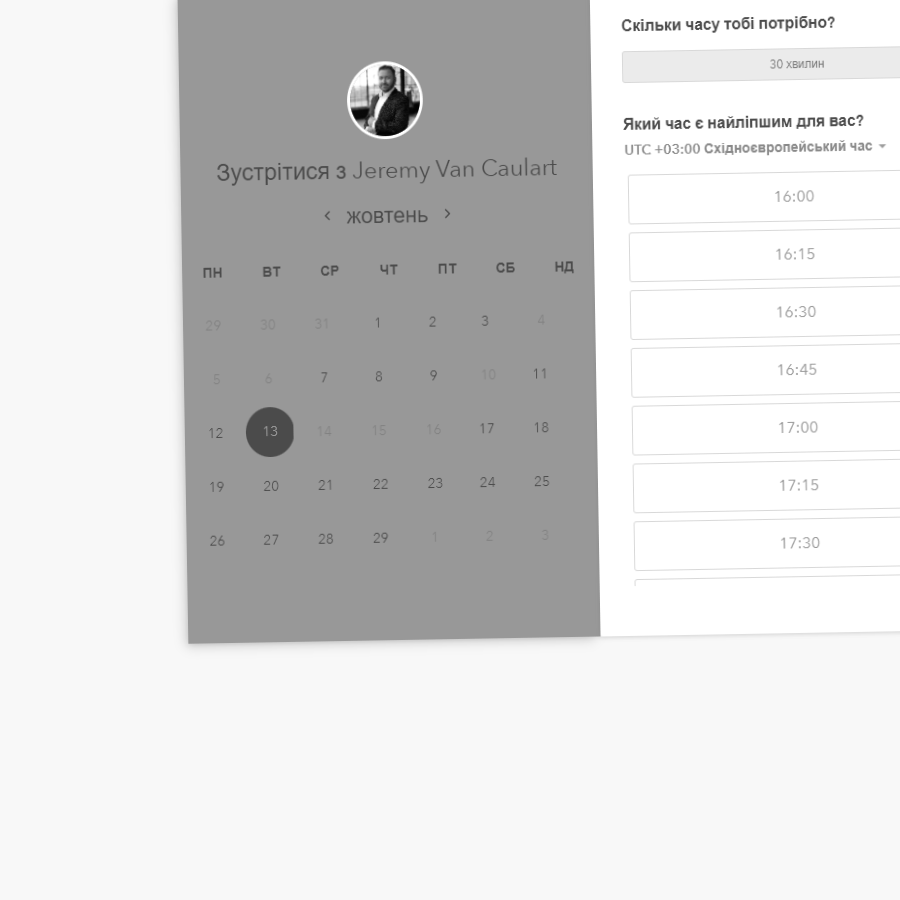 Зустрітися з Jeremy Van Caulart
‹ жовтень ›
ПН ВТ СР ЧТ ПТ СБ НД
29 30 31 1 2 3 4
5 6 7 8 9 10 11
12 13 14 15 16 17 18
19 20 21 22 23 24 25
26 27 28 29 1 2 3
Скільки часу тобі потрібно?
30 хвилин
Який час є найліпшим для вас?
UTC +03:00 Східноєвропейський час
16:00
16:15
16:30
16:45
17:00
17:15
17:30